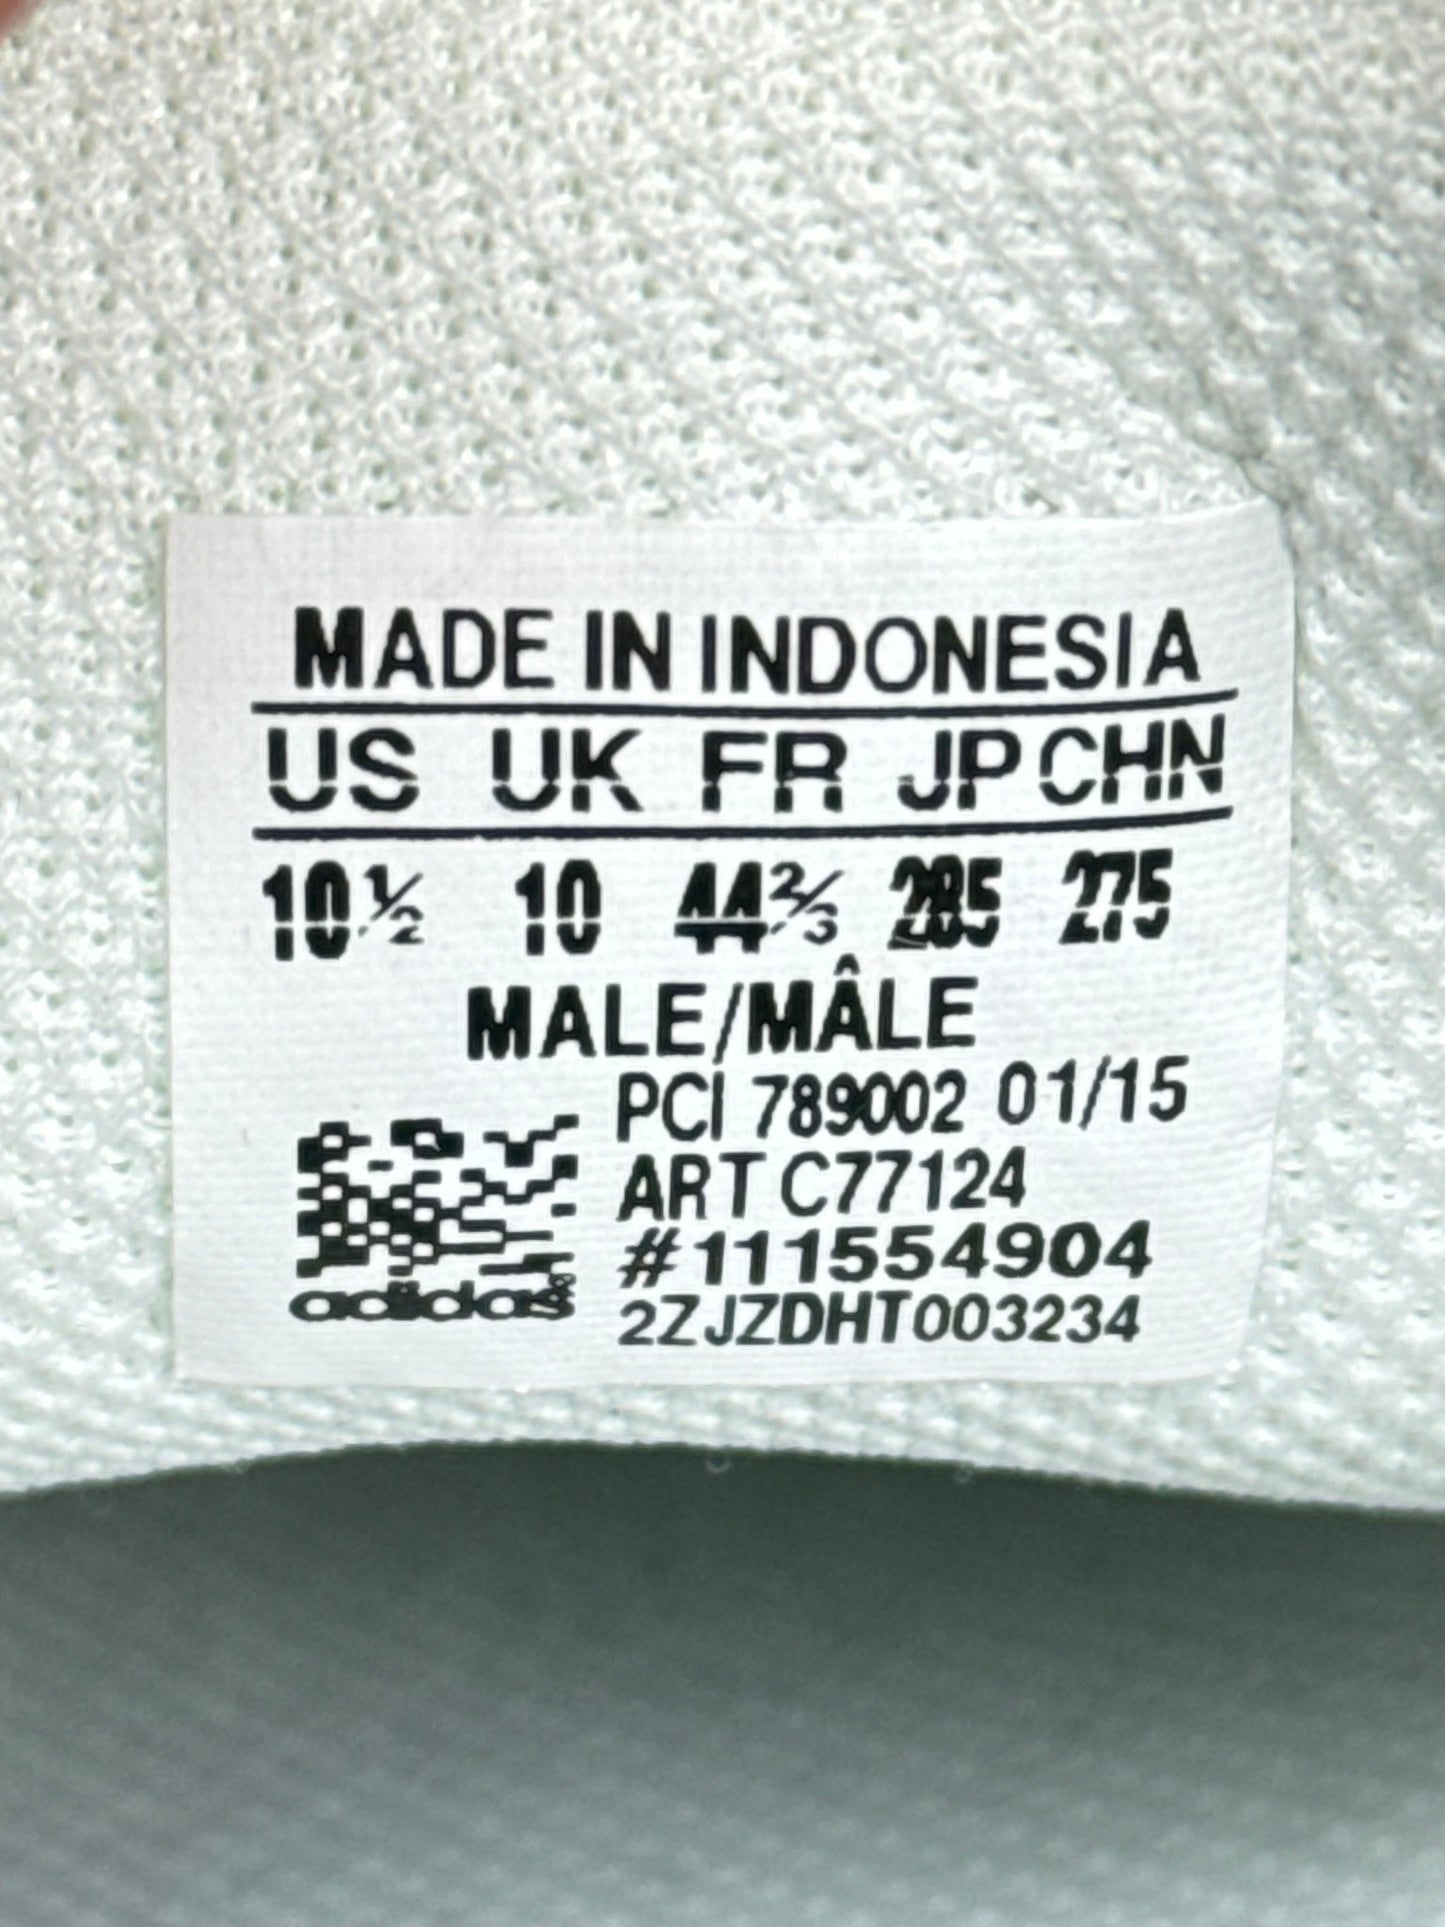 MADE IN INDONESIA
US UK FR JP CHN
10½ 10 44⅔ 285 275
MALE/MÂLE
PCI 789002 01/15
ART C77124
#111554904
adidas 2ZJZDHT003234